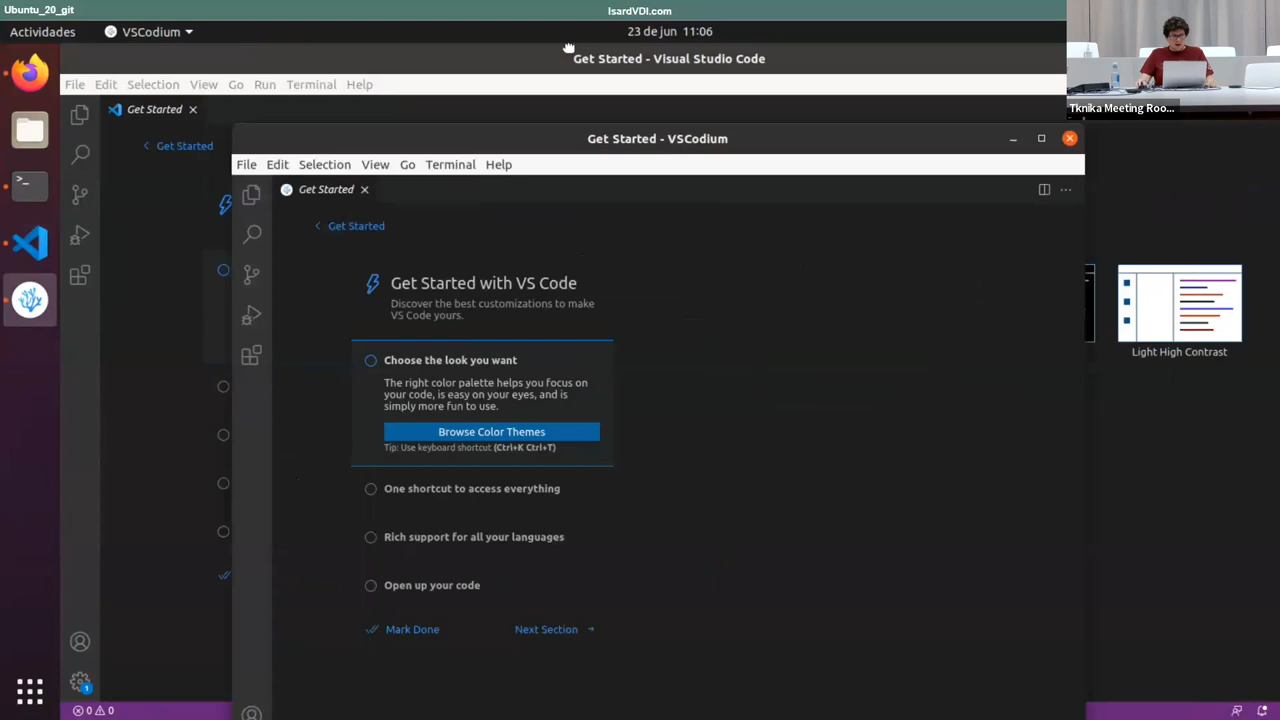 Ubuntu_20_git
IsardVDI.com
Actividades
VSCodium
23 de jun 11:06
Get Started - Visual Studio Code
File Edit Selection View Go Run Terminal Help
Get Started
Get Started
Tknika Meeting Roo...
Get Started - VSCodium
File Edit Selection View Go Terminal Help
Get Started
Get Started
Get Started with VS Code
Discover the best customizations to make
VS Code yours.
Choose the look you want
The right color palette helps you focus on
your code, is easy on your eyes, and is
simply more fun to use.
Browse Color Themes
Tip: Use keyboard shortcut (Ctrl+K Ctrl+T)
One shortcut to access everything
Rich support for all your languages
Open up your code
Mark Done
Next Section
Light High Contrast
1
0 0